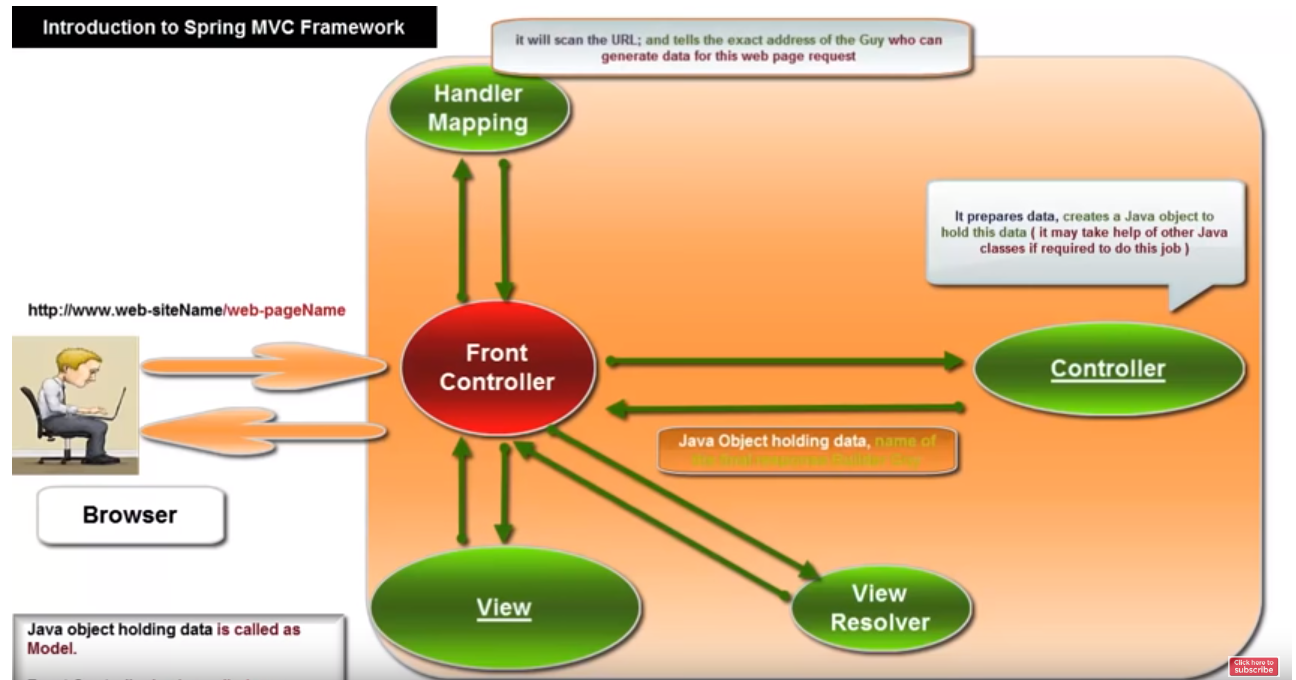 Introduction to Spring MVC Framework
it will scan the URL; and tells the exact address of the Guy who can
generate data for this web page request
Handler
Mapping
It prepares data, creates a Java object to
hold this data ( it may take help of other Java
classes if required to do this job )
http://www.web-siteName/web-pageName
Front
Controller
Controller
Java Object holding data, name of
Browser
View
View
Resolver
Java object holding data is called as
Model.
Click here to
subscribe